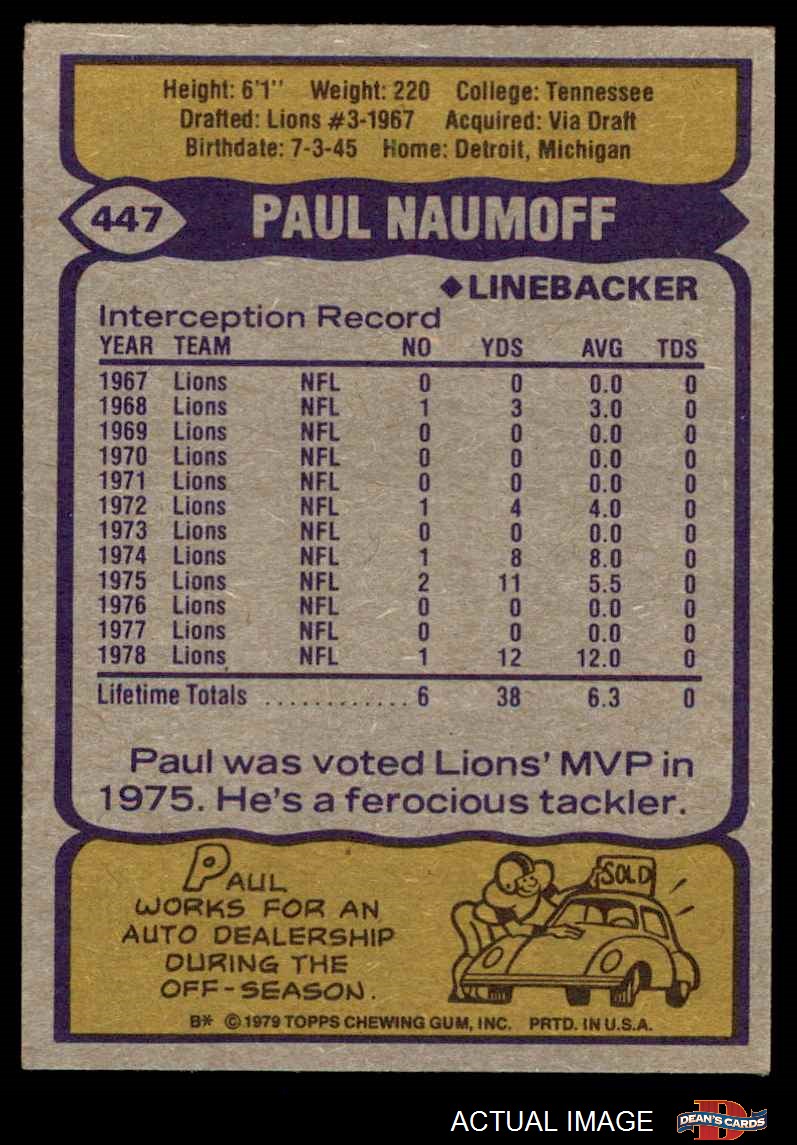 Height: 6'1" Weight: 220 College: Tennessee
Drafted: Lions #3-1967 Acquired: Via Draft
Birthdate: 7-3-45 Home: Detroit, Michigan
447 PAUL NAUMOFF
◆LINEBACKER
Interception Record
YEAR TEAM NO YDS AVG TDS
1967 Lions NFL 0 0 0.0 0
1968 Lions NFL 1 3 3.0 0
1969 Lions NFL 0 0 0.0 0
1970 Lions NFL 0 0 0.0 0
1971 Lions NFL 0 0 0.0 0
1972 Lions NFL 1 4 4.0 0
1973 Lions NFL 0 0 0.0 0
1974 Lions NFL 1 8 8.0 0
1975 Lions NFL 2 11 5.5 0
1976 Lions NFL 0 0 0.0 0
1977 Lions NFL 0 0 0.0 0
1978 Lions NFL 1 12 12.0 0
Lifetime Totals ............ 6 38 6.3 0
Paul was voted Lions' MVP in
1975. He's a ferocious tackler.
PAUL
WORKS FOR AN
AUTO DEALERSHIP
DURING THE
OFF-SEASON.
SOLD
B* ©1979 TOPPS CHEWING GUM, INC. PRTD. IN U.S.A.
ACTUAL IMAGE
D
DEAN'S CARDS